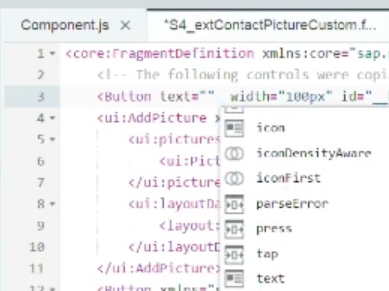 Component.js ×
*S4_extContactPictureCustom.f...
1 <core:FragmentDefinition xmlns:core="sap.
2 <!-- The following controls were copi
3 <Button text="" width="100px" id="__
4 <ui:AddPicture x
5 <ui:pictures
6 <ui:Pict
7 </ui:picture
8 <ui:layoutDa
9 <layout:
10 </ui:layoutD
11 </ui:AddPicture>
12 <Button xmlns="
icon
iconDensityAware
iconFirst
parseError
press
tap
text